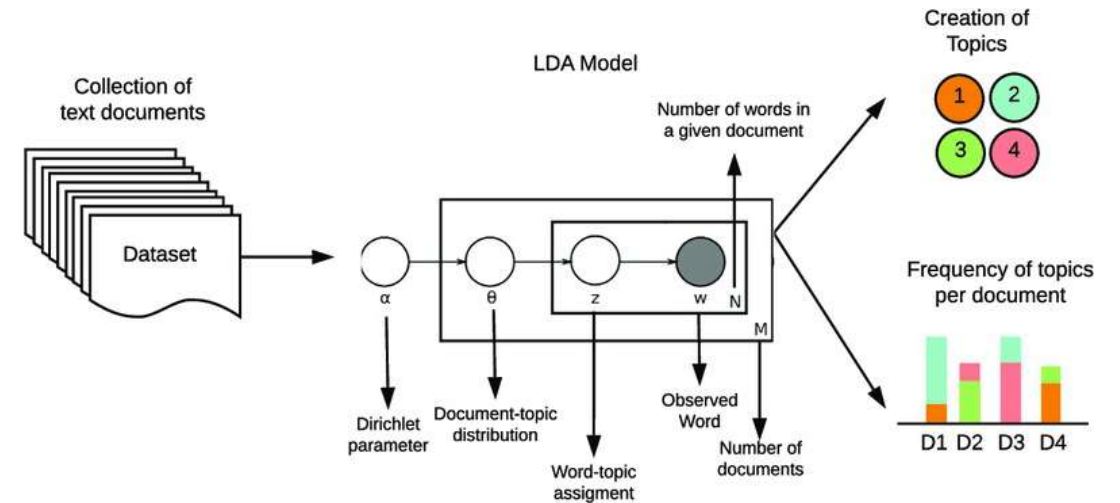 Collection of
text documents
Dataset
LDA Model
Number of words in
a given document
α
θ
z
w
N
M
Dirichlet
parameter
Document-topic
distribution
Word-topic
assigment
Observed
Word
Number of
documents
Creation of
Topics
1
2
3
4
Frequency of topics
per document
D1 D2 D3 D4